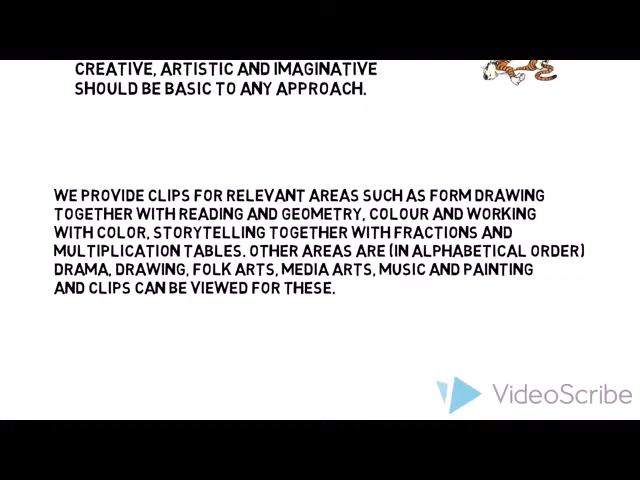 CREATIVE, ARTISTIC AND IMAGINATIVE
SHOULD BE BASIC TO ANY APPROACH.
WE PROVIDE CLIPS FOR RELEVANT AREAS SUCH AS FORM DRAWING
TOGETHER WITH READING AND GEOMETRY, COLOUR AND WORKING
WITH COLOR, STORYTELLING TOGETHER WITH FRACTIONS AND
MULTIPLICATION TABLES. OTHER AREAS ARE (IN ALPHABETICAL ORDER)
DRAMA, DRAWING, FOLK ARTS, MEDIA ARTS, MUSIC AND PAINTING
AND CLIPS CAN BE VIEWED FOR THESE.
VideoScribe